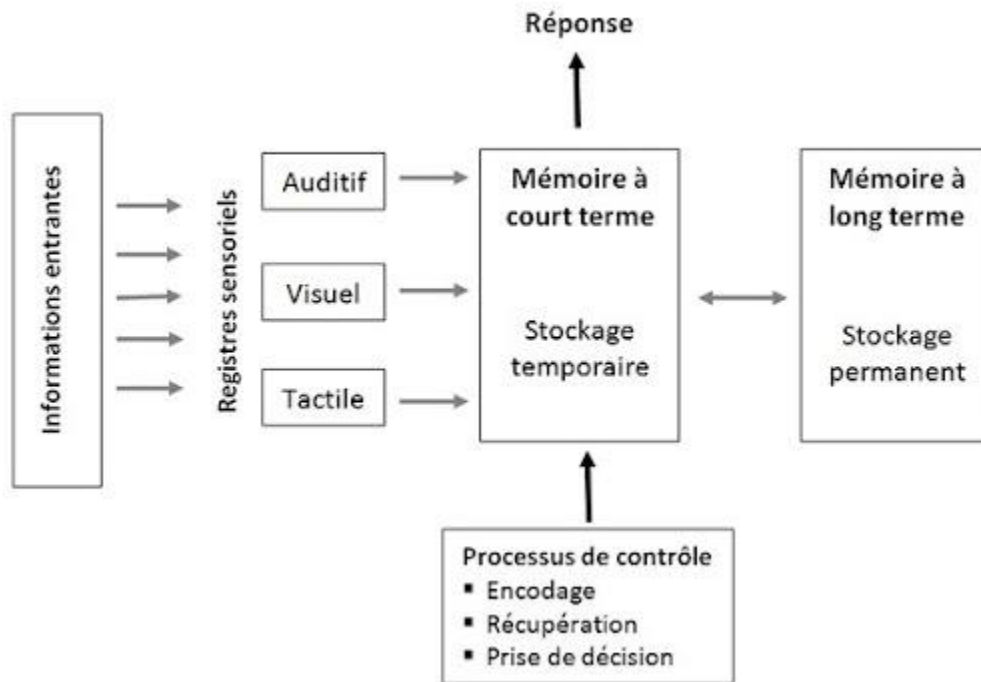 Réponse
Informations entrantes
Registres sensoriels
Auditif
Visuel
Tactile
Mémoire à
court terme
Stockage
temporaire
Mémoire à
long terme
Stockage
permanent
Processus de contrôle
▪ Encodage
▪ Récupération
▪ Prise de décision